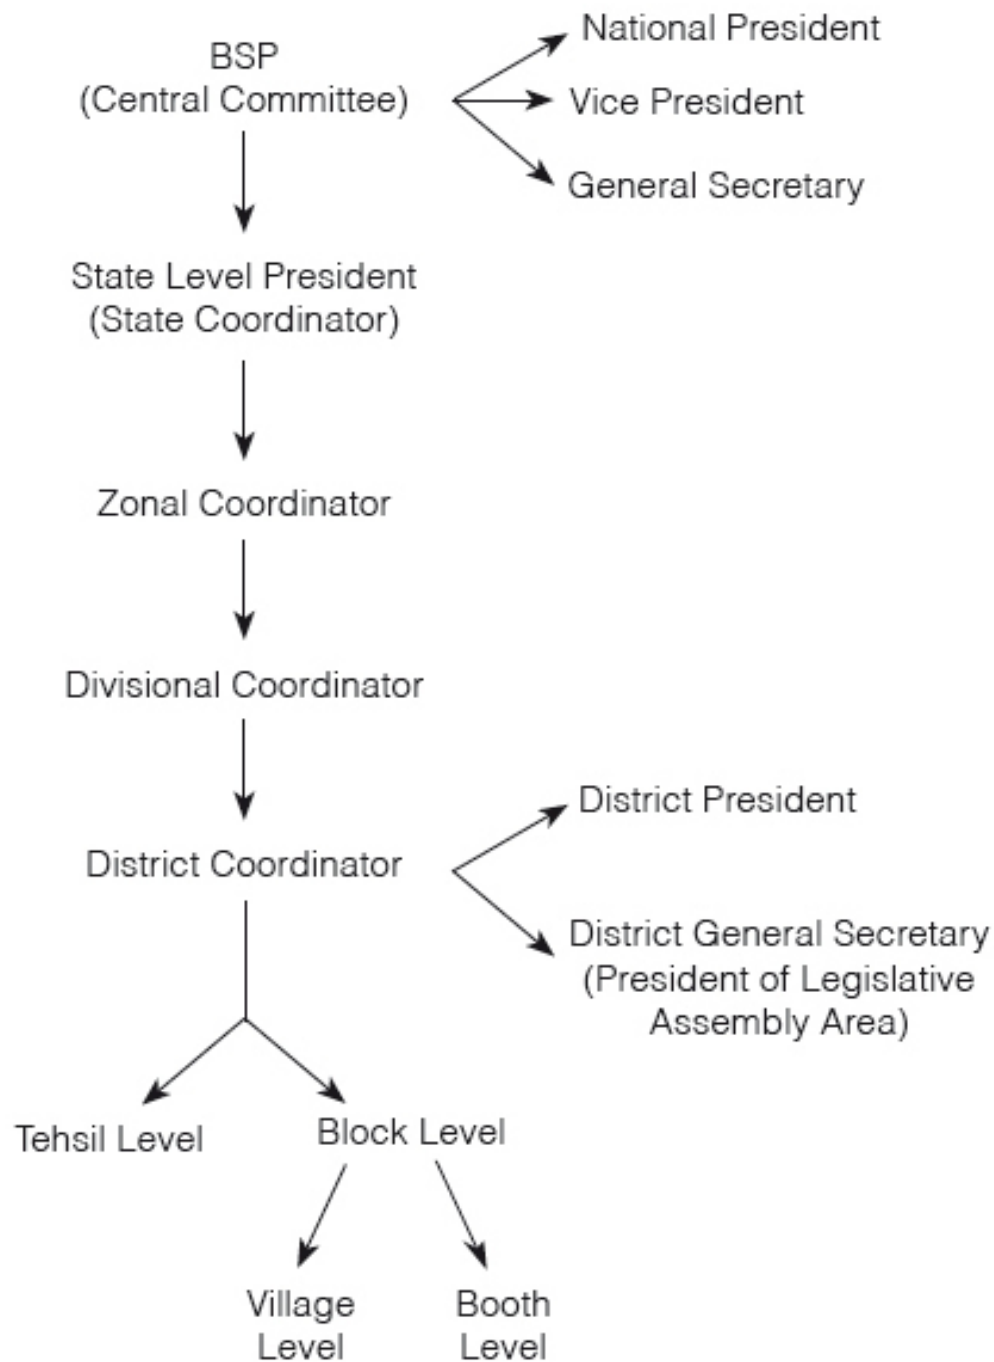 BSP
(Central Committee)
National President
Vice President
General Secretary
State Level President
(State Coordinator)
Zonal Coordinator
Divisional Coordinator
District Coordinator
District President
District General Secretary
(President of Legislative
Assembly Area)
Tehsil Level
Block Level
Village
Level
Booth
Level